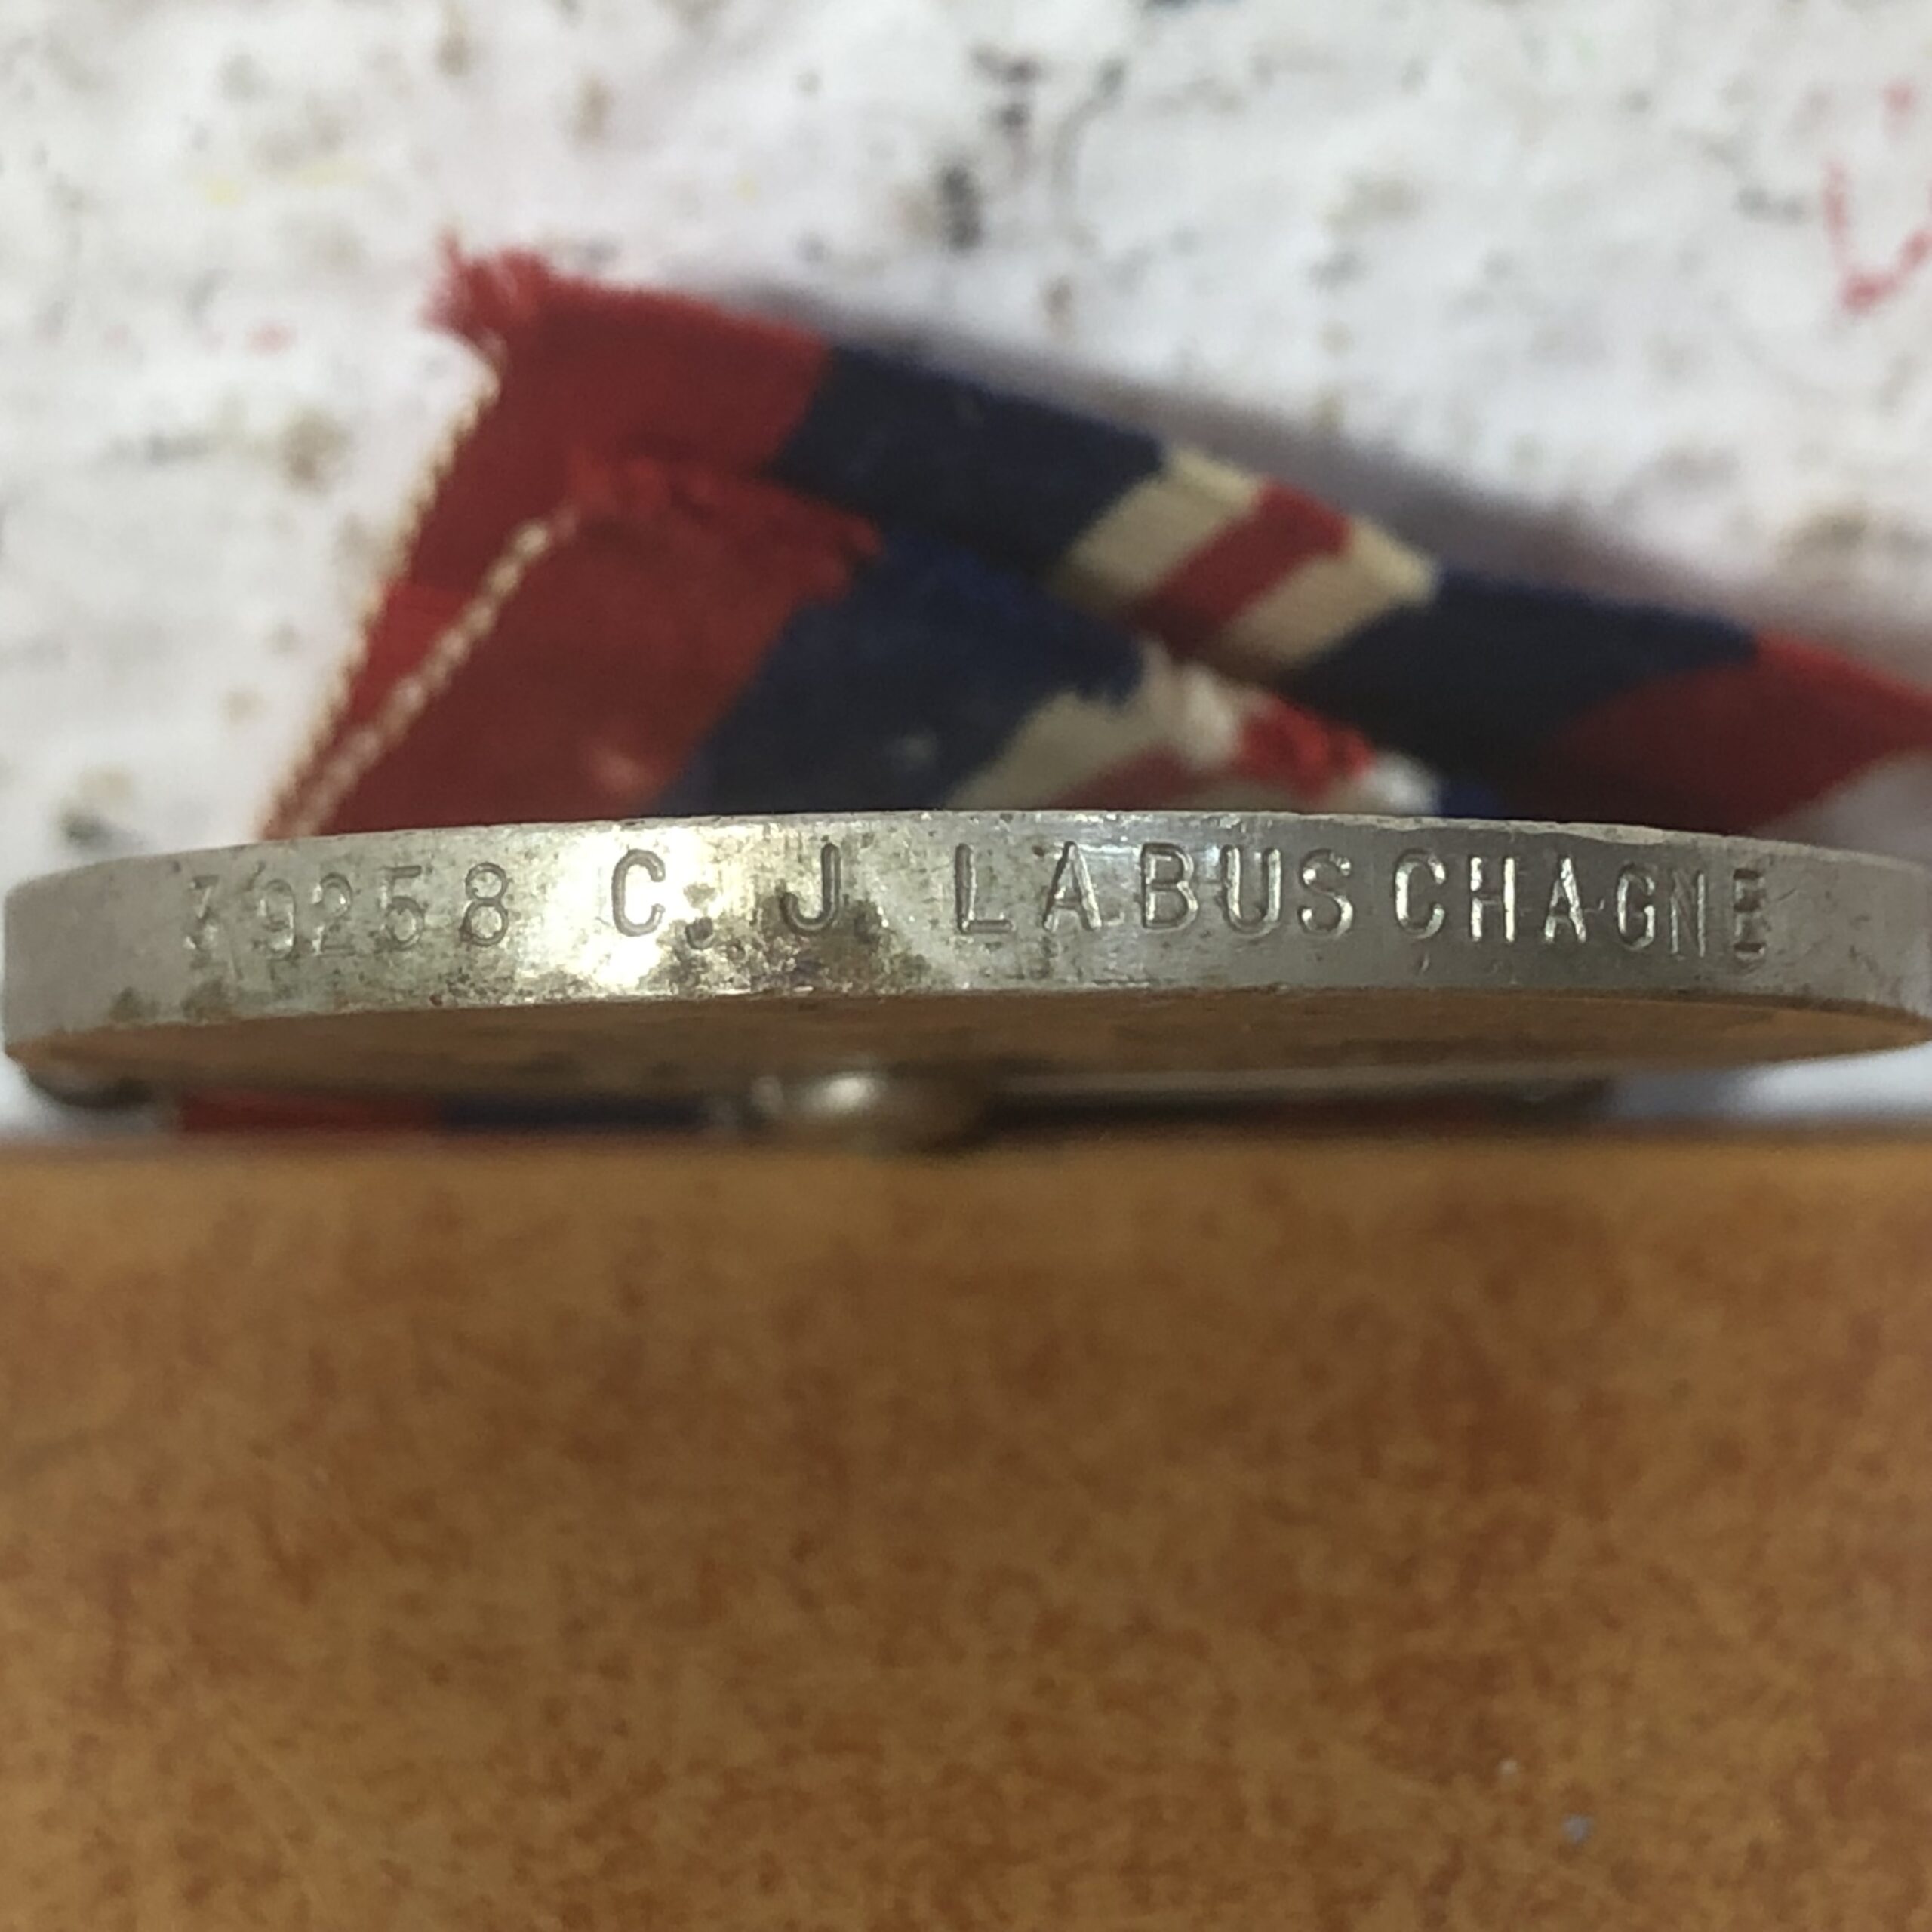 39258 C. J. LABUSCHAGNE